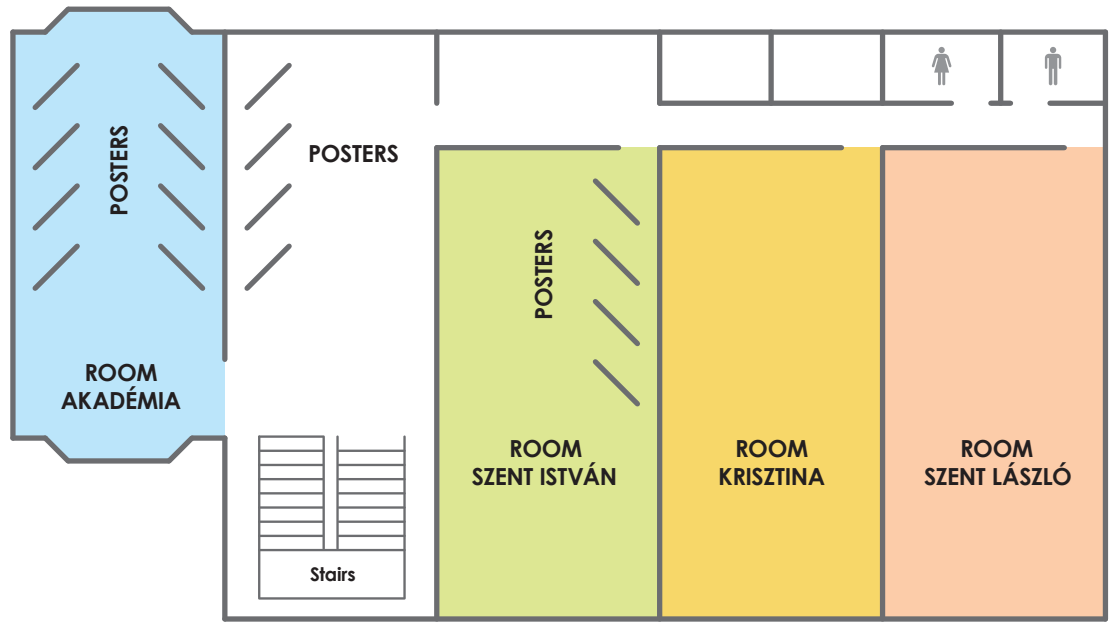 POSTERS
POSTERS
POSTERS
ROOM
AKADÉMIA
ROOM
SZENT ISTVÁN
ROOM
KRISZTINA
ROOM
SZENT LÁSZLÓ
Stairs